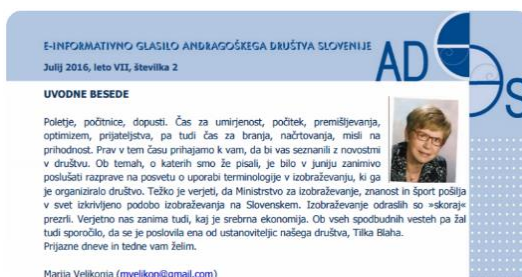 E-INFORMATIVNO GLASILO ANDRAGOŠKEGA DRUŠTVA SLOVENIJE
Julij 2016, leto VII, številka 2
ADS
UVODNE BESEDE
Poletje, počitnice, dopusti. Čas za umirjenost, počitek, premišljevanja,
optimizem, prijateljstva, pa tudi čas za branja, načrtovanja, misli na
prihodnost. Prav v tem času prihajamo k vam, da bi vas seznanili z novostmi
v društvu. Ob temah, o katerih smo že pisali, je bilo v juniju zanimivo
poslušati razprave na posvetu o uporabi terminologije v izobraževanju, ki ga
je organiziralo društvo. Težko je verjeti, da Ministrstvo za izobraževanje, znanost in šport pošilja
v svet izkrivljeno podobo izobraževanja na Slovenskem. Izobraževanje odraslih so »skoraj«
prezrli. Verjetno nas zanima tudi, kaj je srebrna ekonomija. Ob vseh spodbudnih vesteh pa žal
tudi sporočilo, da se je poslovila ena od ustanoviteljic našega društva, Tilka Blaha.
Prijazne dneve in tedne vam želim.
Marija Velikonja (mvelikon@gmail.com)